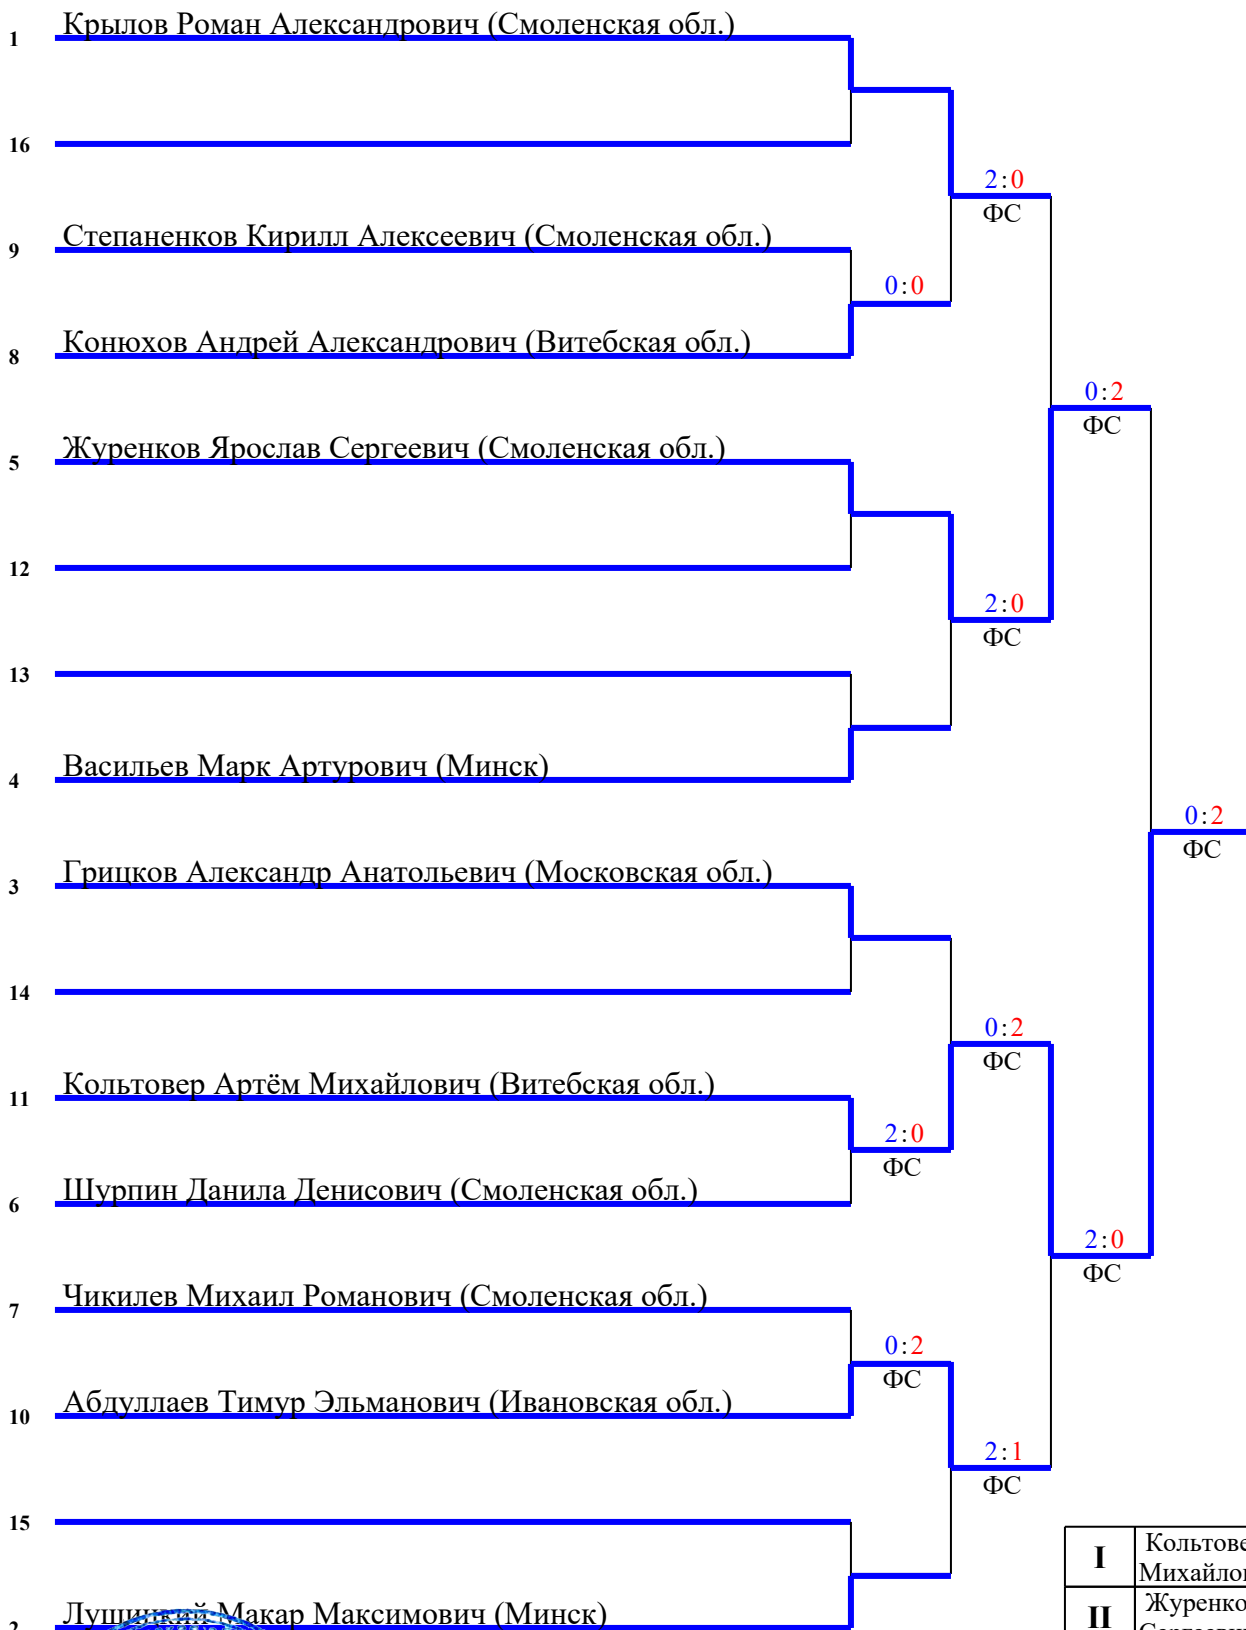 Крылов Роман Александрович (Смоленская обл.)
1
16
2:0
ФС
Степаненков Кирилл Алексеевич (Смоленская обл.)
9
0:0
Конюхов Андрей Александрович (Витебская обл.)
8
0:2
ФС
Журенков Ярослав Сергеевич (Смоленская обл.)
5
12
2:0
ФС
13
Васильев Марк Артурович (Минск)
4
0:2
ФС
Грицков Александр Анатольевич (Московская обл.)
3
14
0:2
ФС
Кольтовер Артём Михайлович (Витебская обл.)
11
2:0
ФС
Шурпин Данила Денисович (Смоленская обл.)
6
2:0
ФС
Чикилев Михаил Романович (Смоленская обл.)
7
0:2
ФС
Абдуллаев Тимур Эльманович (Ивановская обл.)
10
2:1
ФС
15
I
Кольтове
Михайлов
Лущицкий Макар Максимович (Минск)
2
II
Журенко